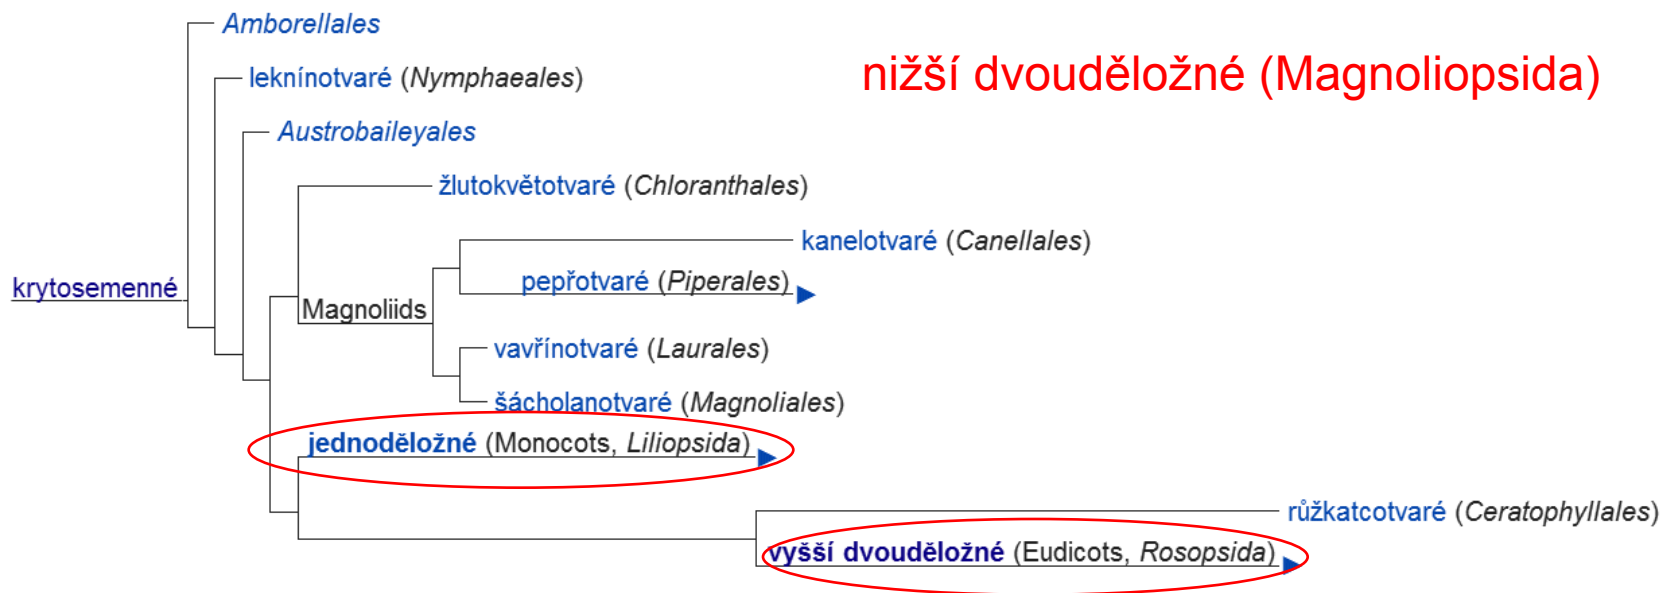 Amborellales
nižší dvouděložné (Magnoliopsida)
leknínotvaré (Nymphaeales)
Austrobaileyales
žlutokvětotvaré (Chloranthales)
kanelotvaré (Canellales)
pepřotvaré (Piperales)
krytosemenné
Magnoliids
vavřínotvaré (Laurales)
šácholanotvaré (Magnoliales)
jednoděložné (Monocots, Liliopsida)
růžkatcotvaré (Ceratophyllales)
vyšší dvouděložné (Eudicots, Rosopsida)